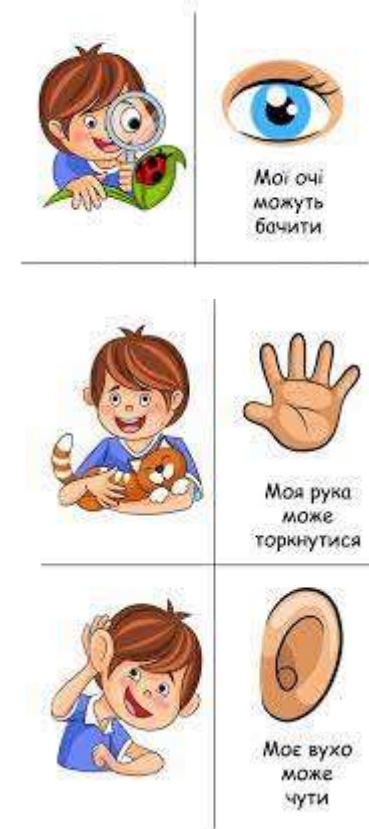 Мої очі
можуть
бачити
Моя рука
може
торкнутися
Моє вухо
може
чути